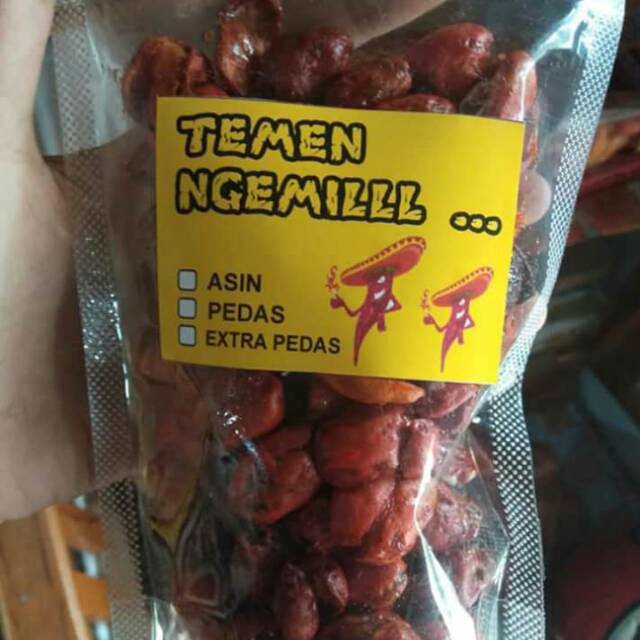 TEMEN
NGEMILLL ...
ASIN
PEDAS
EXTRA PEDAS